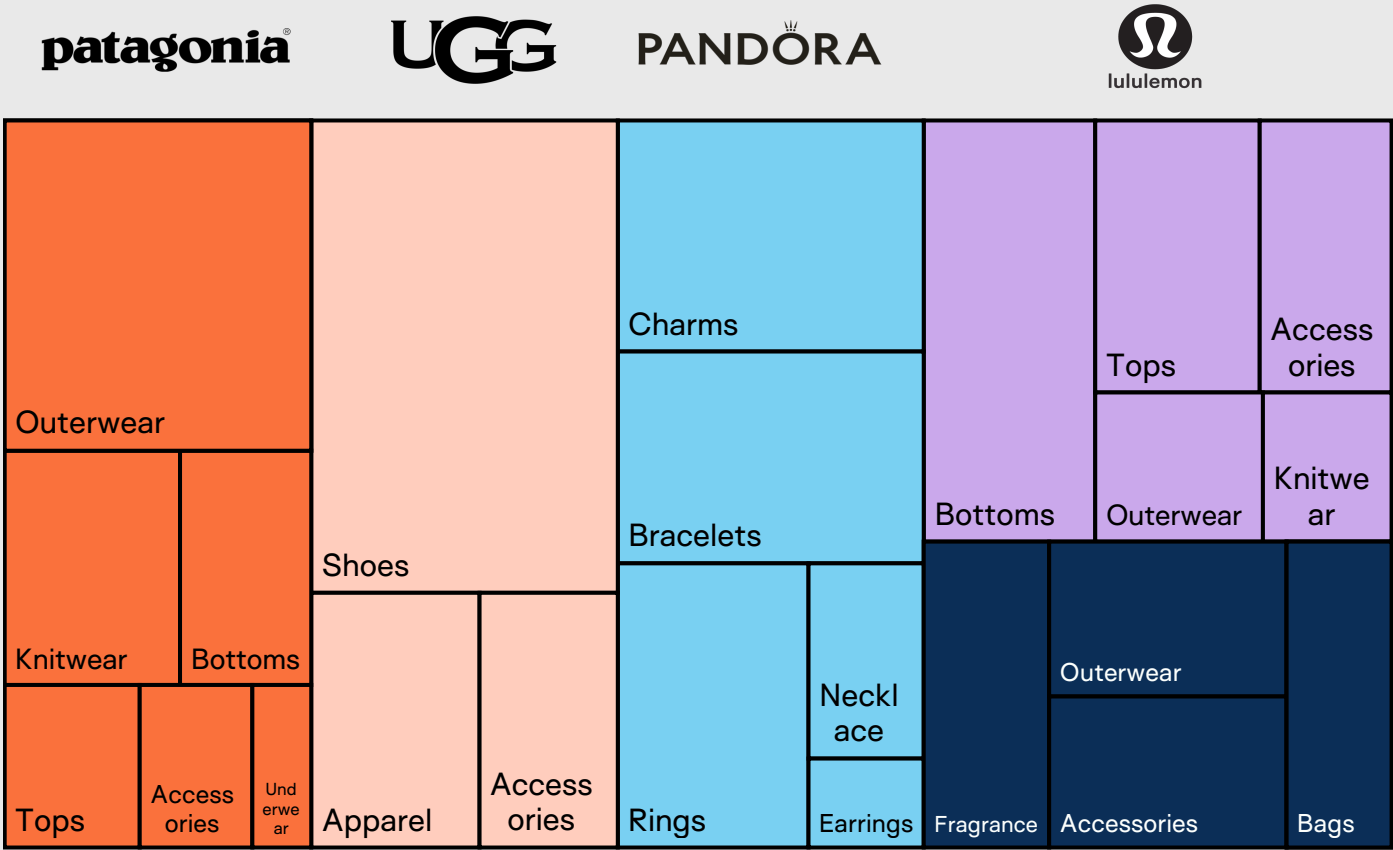 patagonia®
UGG
PANDÖRA
lululemon
Outerwear
Knitwear
Bottoms
Tops
Access
ories
Und
erwe
ar
Shoes
Apparel
Access
ories
Charms
Bracelets
Rings
Neckl
ace
Earrings
Bottoms
Tops
Access
ories
Outerwear
Knitwe
ar
Fragrance
Outerwear
Accessories
Bags